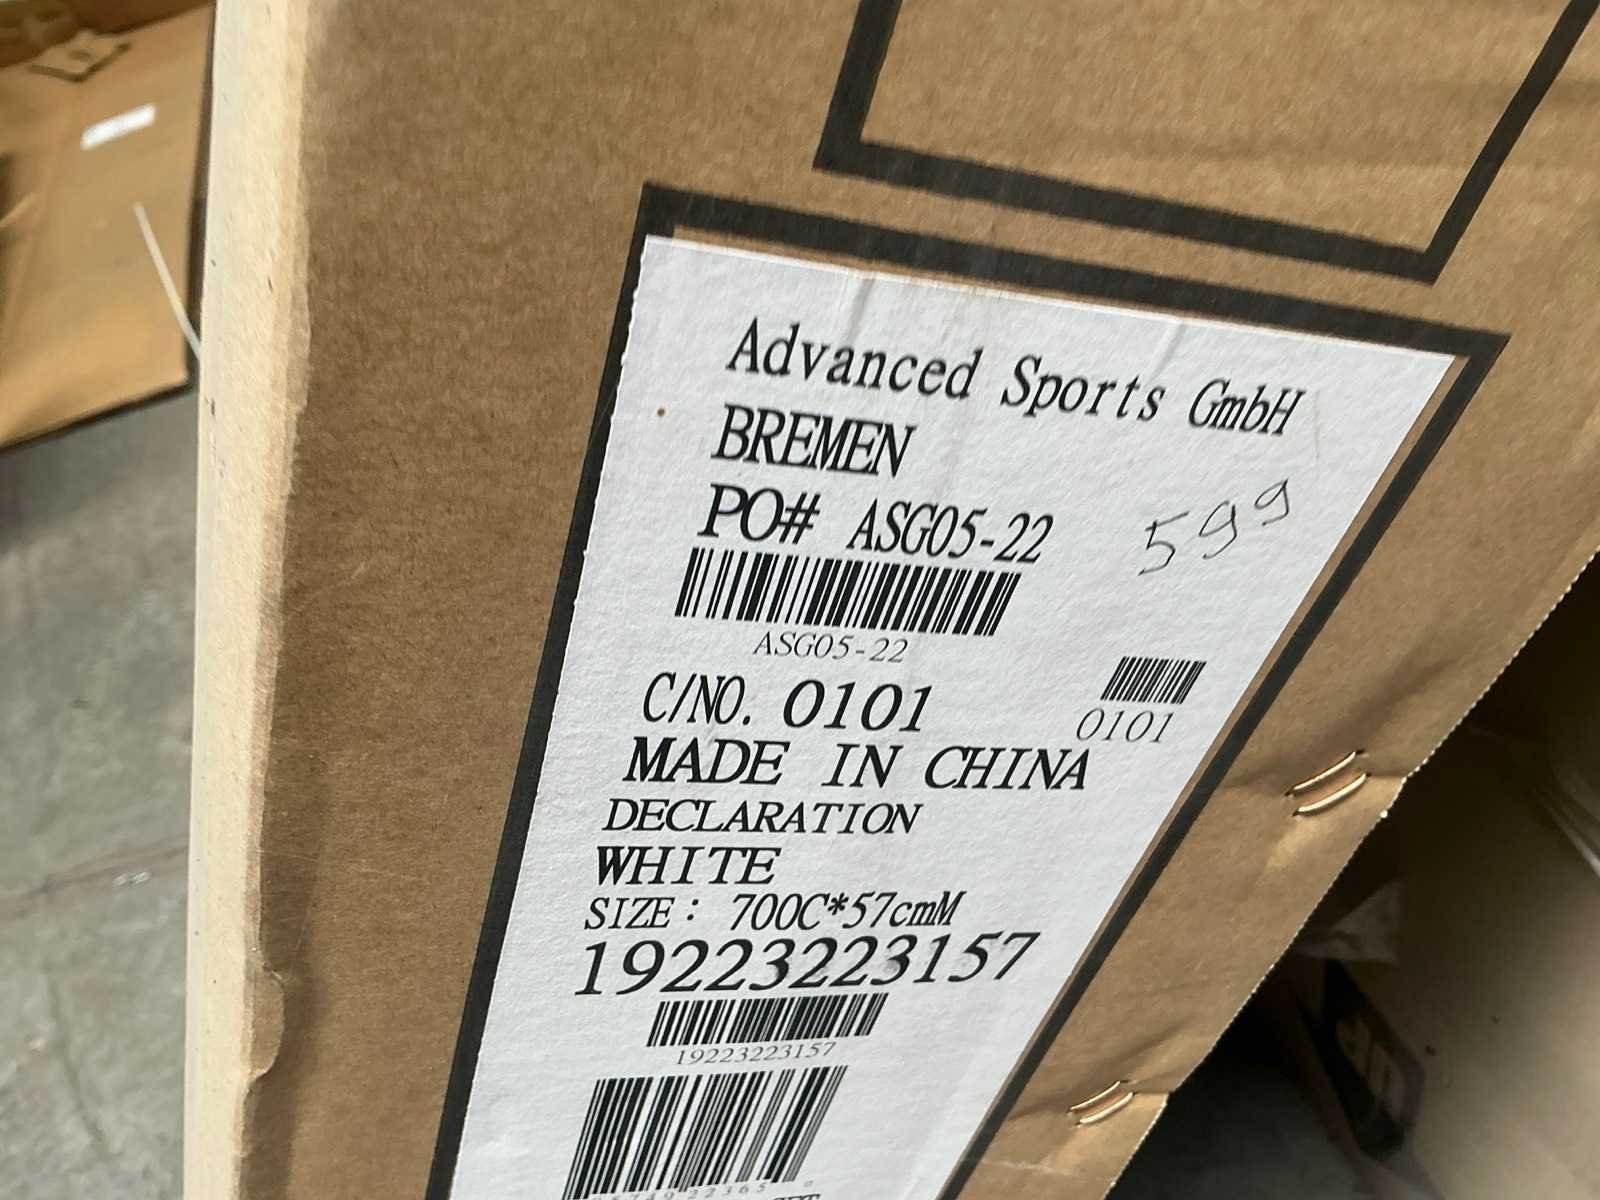 Advanced Sports GmbH
BREMEN
PO# ASG05-22
599
ASG05-22
C/NO. 0101
0101
MADE IN CHINA
DECLARATION
WHITE
SIZE: 700C*57cmM
19223223157
19223223157